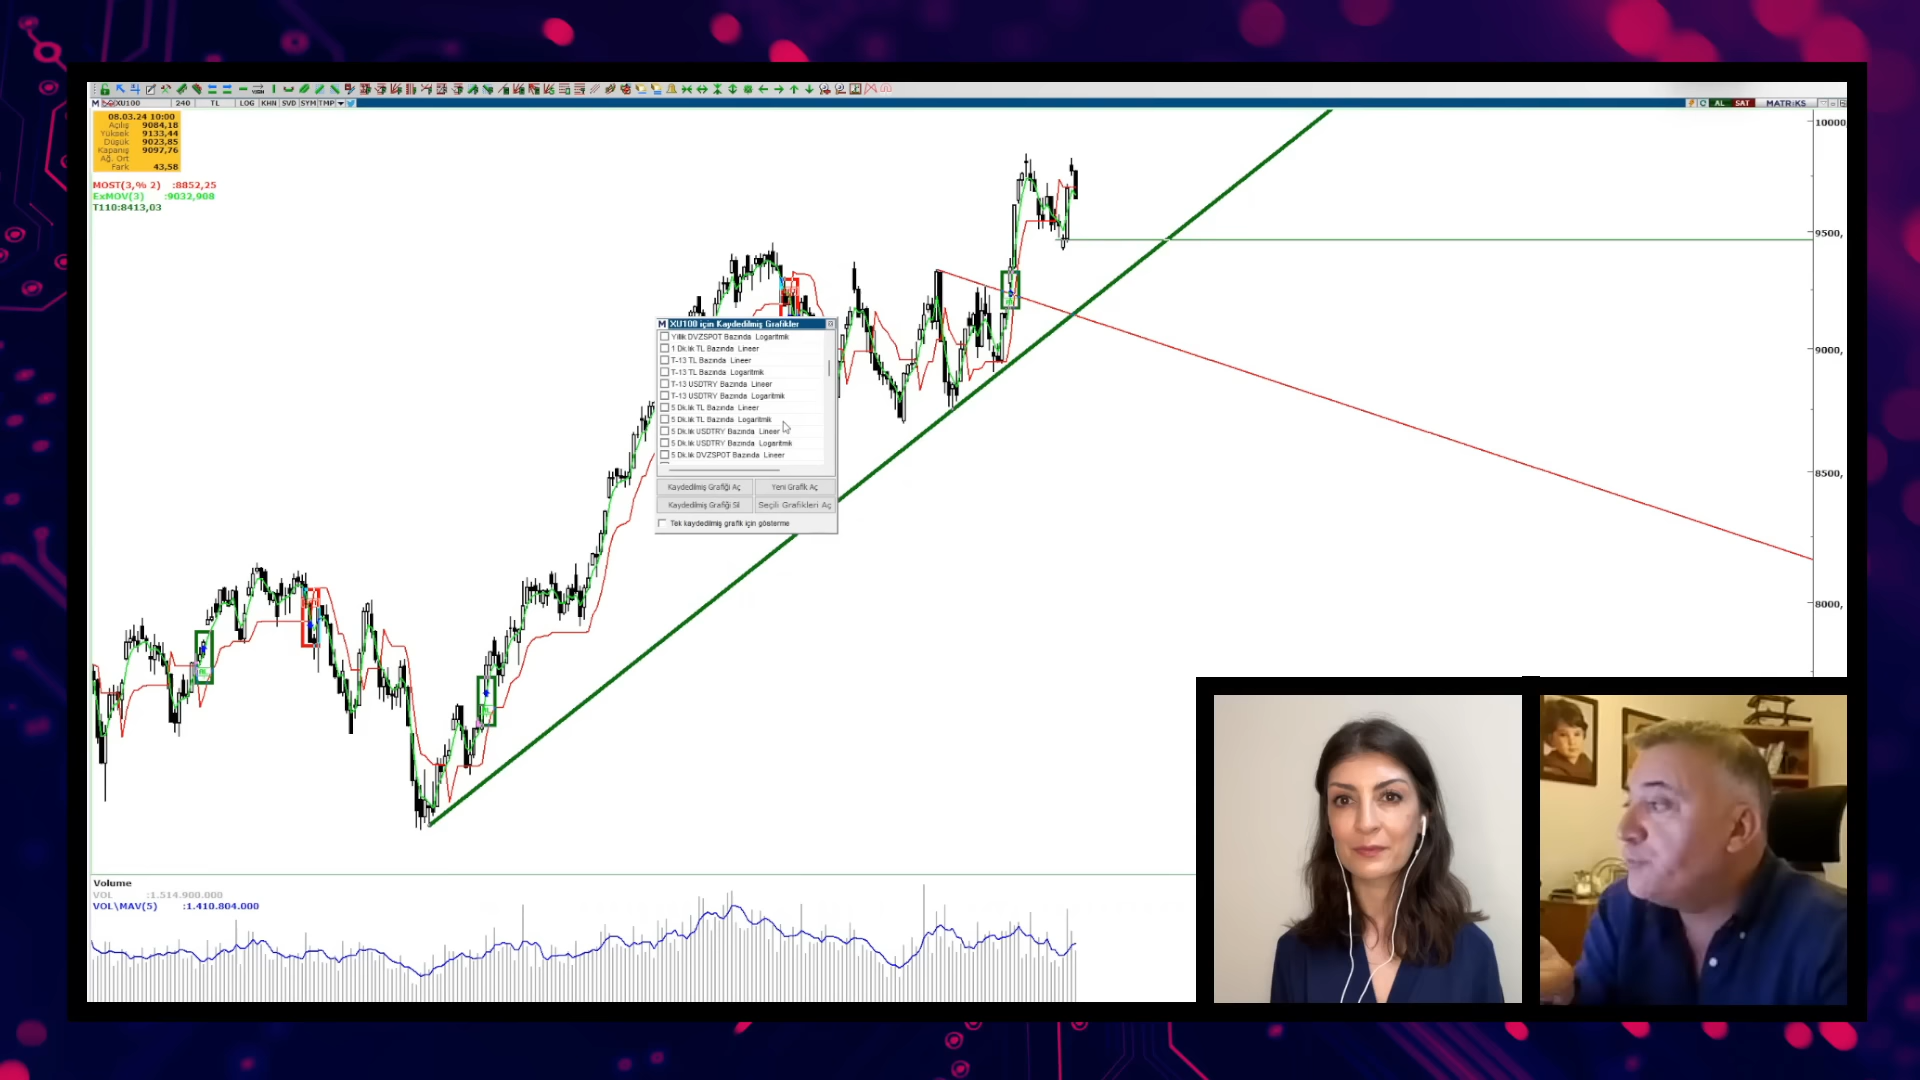 M XU100 240 TL LOG KHN SVD SYM TMP
AL SAT MATRiKS
08.03.24 10:00
Açılış 9084,18
Yüksek 9133,44
Düşük 9023,85
Kapanış 9097,76
Ağ. Ort
Fark 43,58
MOST(3,% 2) :8852,25
ExMOV(3) :9032,908
T110:8413,03
10000,
9500,
9000,
8500,
8000,
M XU100 için Kaydedilmiş Grafikler
Yıllık DVZSPOT Bazında Logaritmik
1 Dk.lık TL Bazında Lineer
T-13 TL Bazında Lineer
T-13 TL Bazında Logaritmik
T-13 USDTRY Bazında Lineer
T-13 USDTRY Bazında Logaritmik
5 Dk.lık TL Bazında Lineer
5 Dk.lık TL Bazında Logaritmik
5 Dk.lık USDTRY Bazında Lineer
5 Dk.lık USDTRY Bazında Logaritmik
5 Dk.lık DVZSPOT Bazında Lineer
Kaydedilmiş Grafiği Aç Yeni Grafik Aç
Kaydedilmiş Grafiği Sil Seçili Grafikleri Aç
Tek kaydedilmiş grafik için gösterme
Volume
VOL :1.514.900.000
VOL\MAV(5) :1.410.804.000